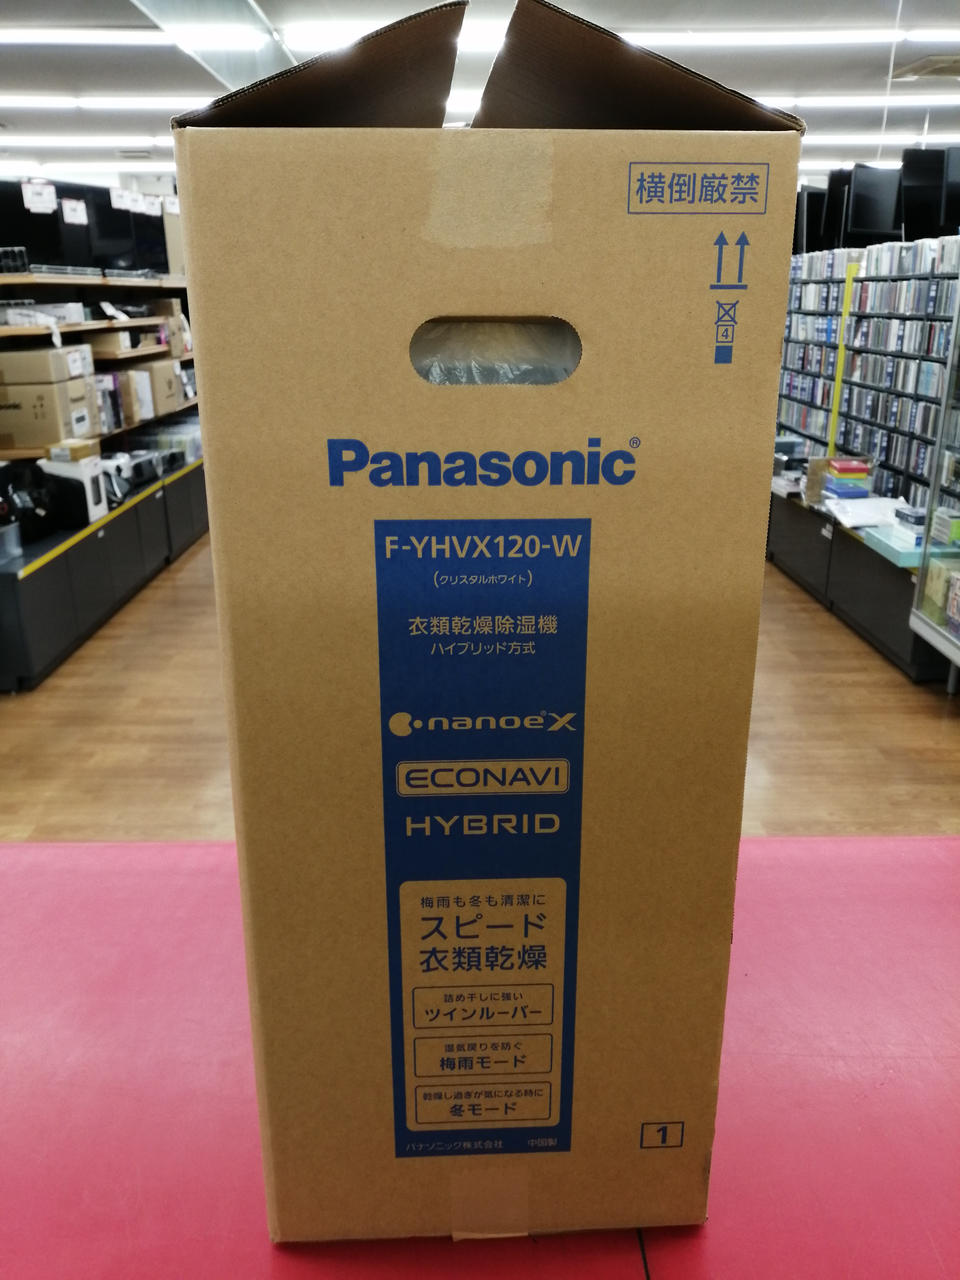 横倒厳禁
4
Panasonic®
F-YHVX120-W
(クリスタルホワイト)
衣類乾燥除湿機
ハイブリッド方式
nanoe®X
ECONAVI
HYBRID
梅雨も冬も清潔に
スピード
衣類乾燥
詰め干しに強い
ツインルーバー
湿気戻りを防ぐ
梅雨モード
乾燥し過ぎが気になる時に
冬モード
パナソニック株式会社 中国製
1